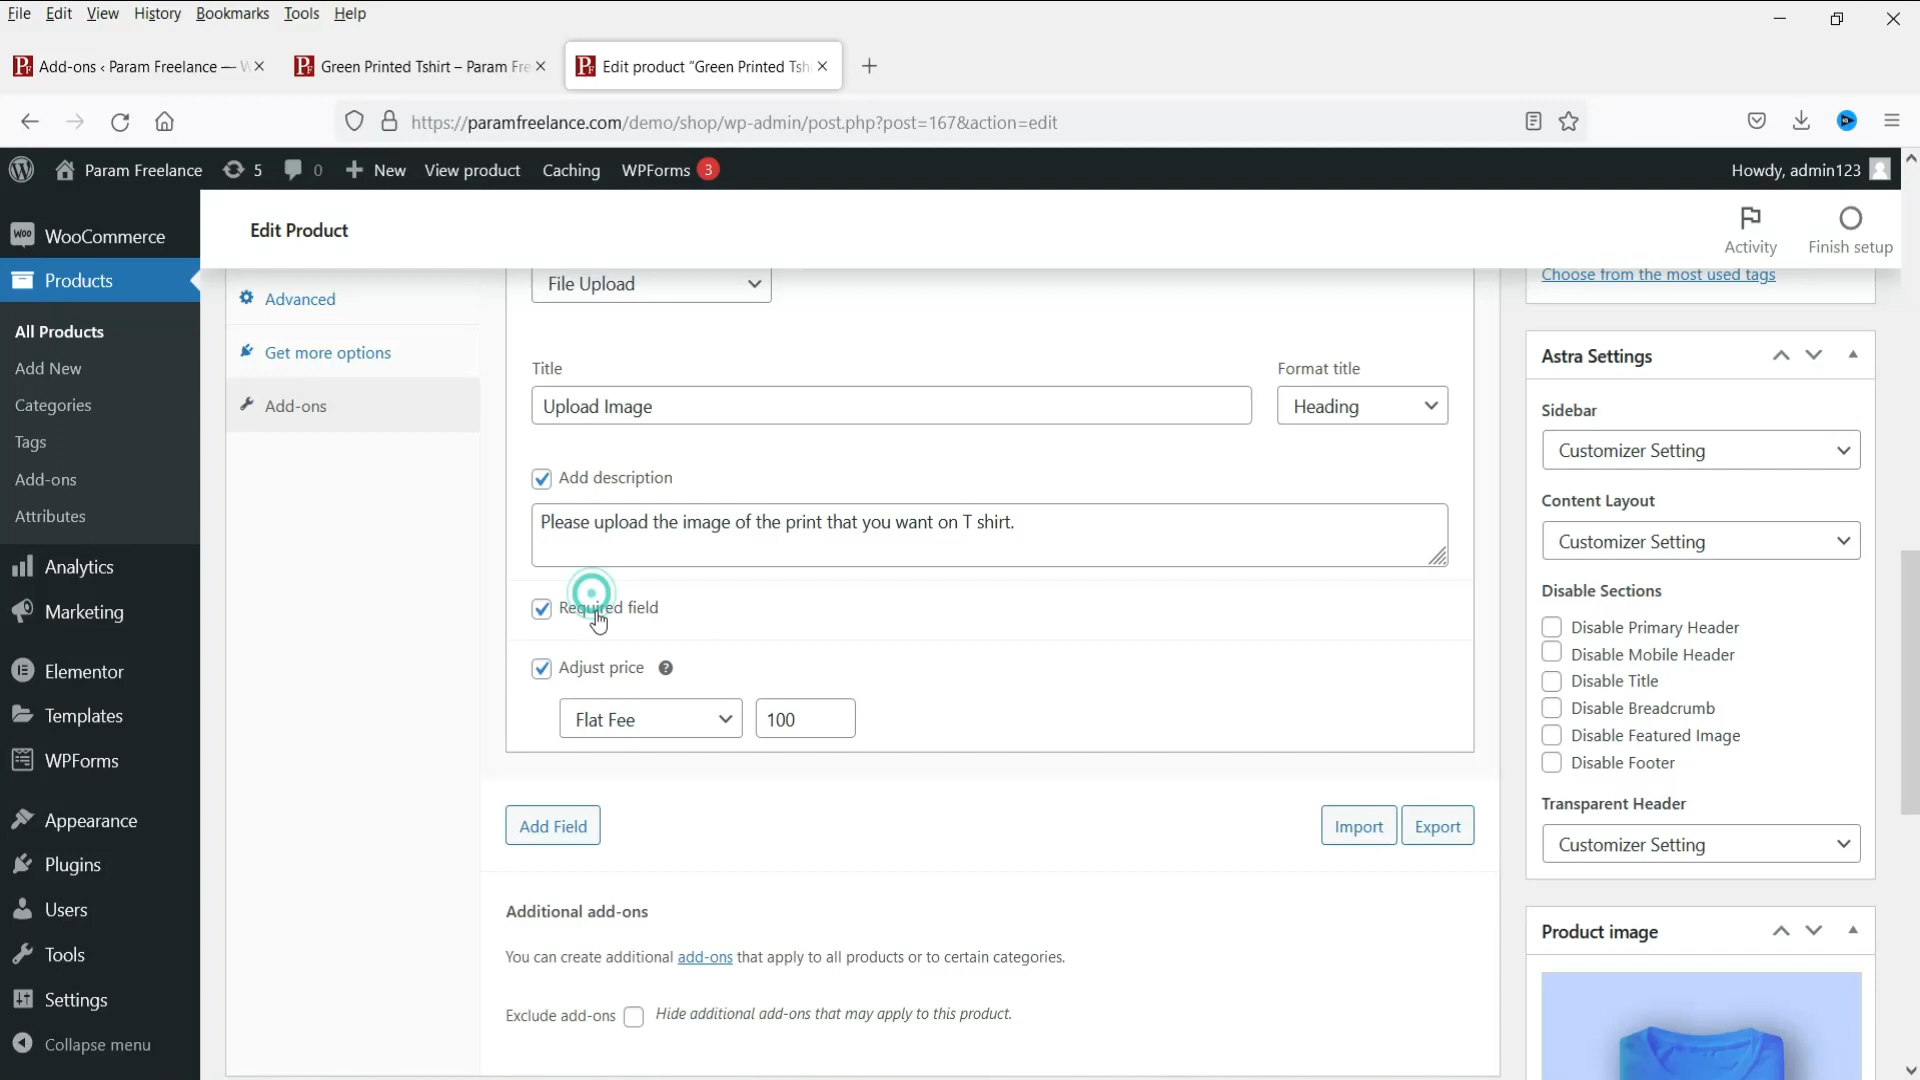 File Edit View History Bookmarks Tools Help
Add-ons ‹ Param Freelance — W
Green Printed Tshirt – Param Fre
Edit product “Green Printed Tsh
https://paramfreelance.com/demo/shop/wp-admin/post.php?post=167&action=edit
Param Freelance 5 0 New View product Caching WPForms 3 Howdy, admin123
Edit Product
Activity
Finish setup
WooCommerce
Products
All Products
Add New
Categories
Tags
Add-ons
Attributes
Analytics
Marketing
Elementor
Templates
WPForms
Appearance
Plugins
Users
Tools
Settings
Collapse menu
Advanced
Get more options
Add-ons
File Upload
Title
Upload Image
Format title
Heading
Add description
Please upload the image of the print that you want on T shirt.
Required field
Adjust price ?
Flat Fee
100
Add Field
Import
Export
Additional add-ons
You can create additional add-ons that apply to all products or to certain categories.
Exclude add-ons Hide additional add-ons that may apply to this product.
Choose from the most used tags
Astra Settings
Sidebar
Customizer Setting
Content Layout
Customizer Setting
Disable Sections
Disable Primary Header
Disable Mobile Header
Disable Title
Disable Breadcrumb
Disable Featured Image
Disable Footer
Transparent Header
Customizer Setting
Product image